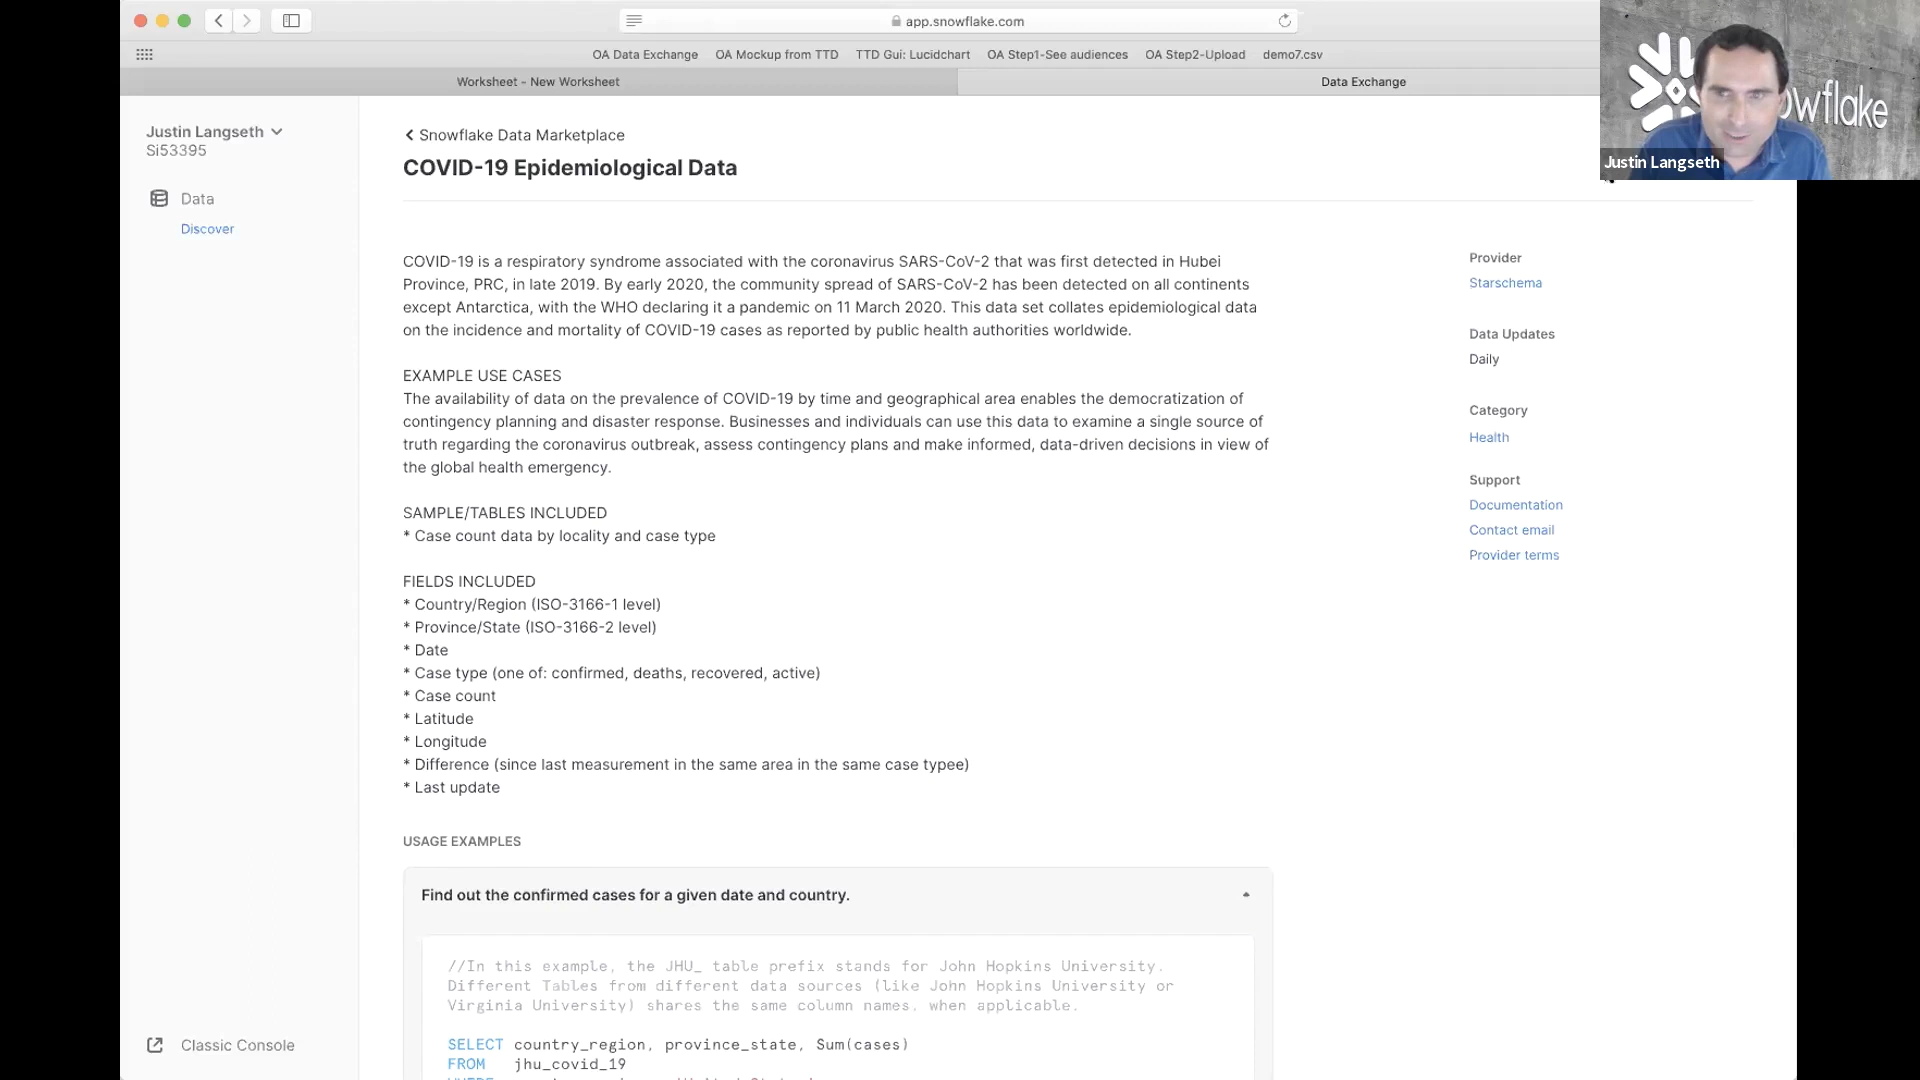 app.snowflake.com
OA Data Exchange OA Mockup from TTD TTD Gui: Lucidchart OA Step1-See audiences OA Step2-Upload demo7.csv
Worksheet - New Worksheet
Data Exchange
owflake
Justin Langseth
Justin Langseth
Si53395
Data
Discover
Snowflake Data Marketplace
COVID-19 Epidemiological Data
COVID-19 is a respiratory syndrome associated with the coronavirus SARS-CoV-2 that was first detected in Hubei
Province, PRC, in late 2019. By early 2020, the community spread of SARS-CoV-2 has been detected on all continents
except Antarctica, with the WHO declaring it a pandemic on 11 March 2020. This data set collates epidemiological data
on the incidence and mortality of COVID-19 cases as reported by public health authorities worldwide.
EXAMPLE USE CASES
The availability of data on the prevalence of COVID-19 by time and geographical area enables the democratization of
contingency planning and disaster response. Businesses and individuals can use this data to examine a single source of
truth regarding the coronavirus outbreak, assess contingency plans and make informed, data-driven decisions in view of
the global health emergency.
SAMPLE/TABLES INCLUDED
* Case count data by locality and case type
FIELDS INCLUDED
* Country/Region (ISO-3166-1 level)
* Province/State (ISO-3166-2 level)
* Date
* Case type (one of: confirmed, deaths, recovered, active)
* Case count
* Latitude
* Longitude
* Difference (since last measurement in the same area in the same case typee)
* Last update
USAGE EXAMPLES
Find out the confirmed cases for a given date and country.
//In this example, the JHU_ table prefix stands for John Hopkins University.
Different Tables from different data sources (like John Hopkins University or
Virginia University) shares the same column names, when applicable.
SELECT country_region, province_state, Sum(cases)
FROM jhu_covid_19
Provider
Starschema
Data Updates
Daily
Category
Health
Support
Documentation
Contact email
Provider terms
Classic Console